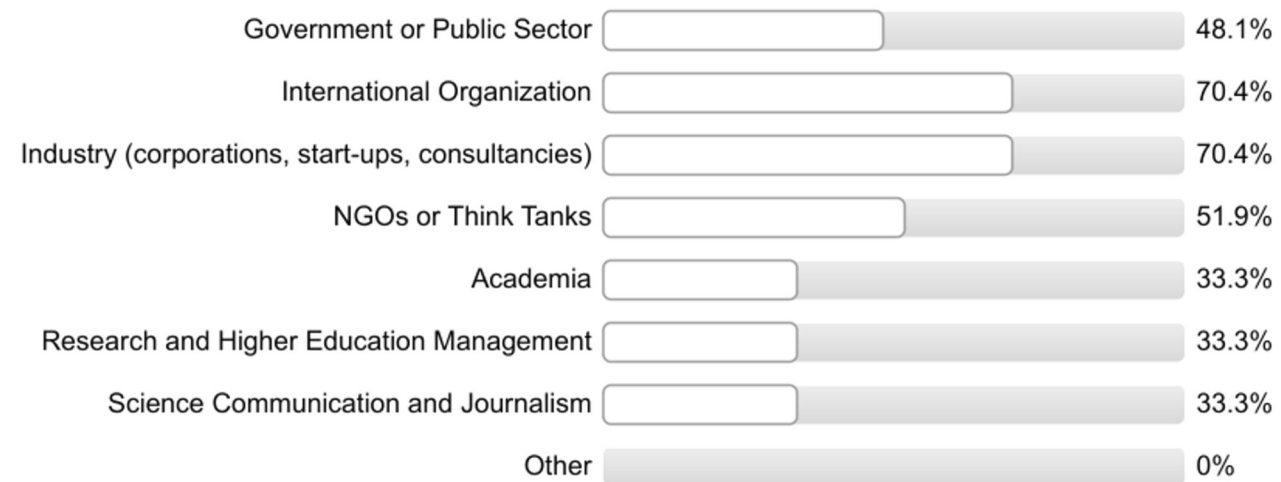 Government or Public Sector 48.1%
International Organization 70.4%
Industry (corporations, start-ups, consultancies) 70.4%
NGOs or Think Tanks 51.9%
Academia 33.3%
Research and Higher Education Management 33.3%
Science Communication and Journalism 33.3%
Other 0%